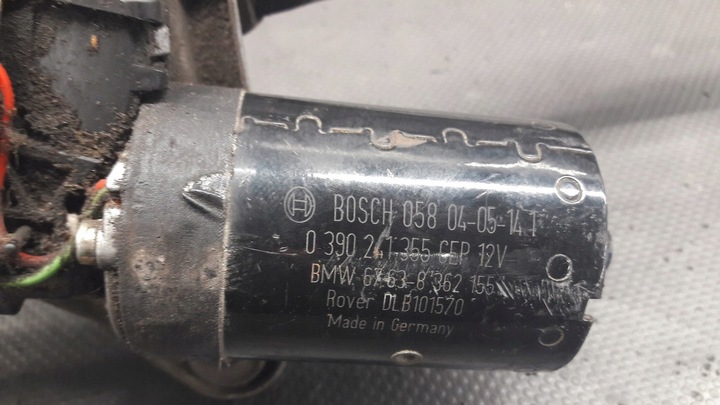 BOSCH 058 04-05-14 T
0 390 241 355 CEP 12V
BMW 67.63-8 362 155
Rover DLB101570
Made in Germany